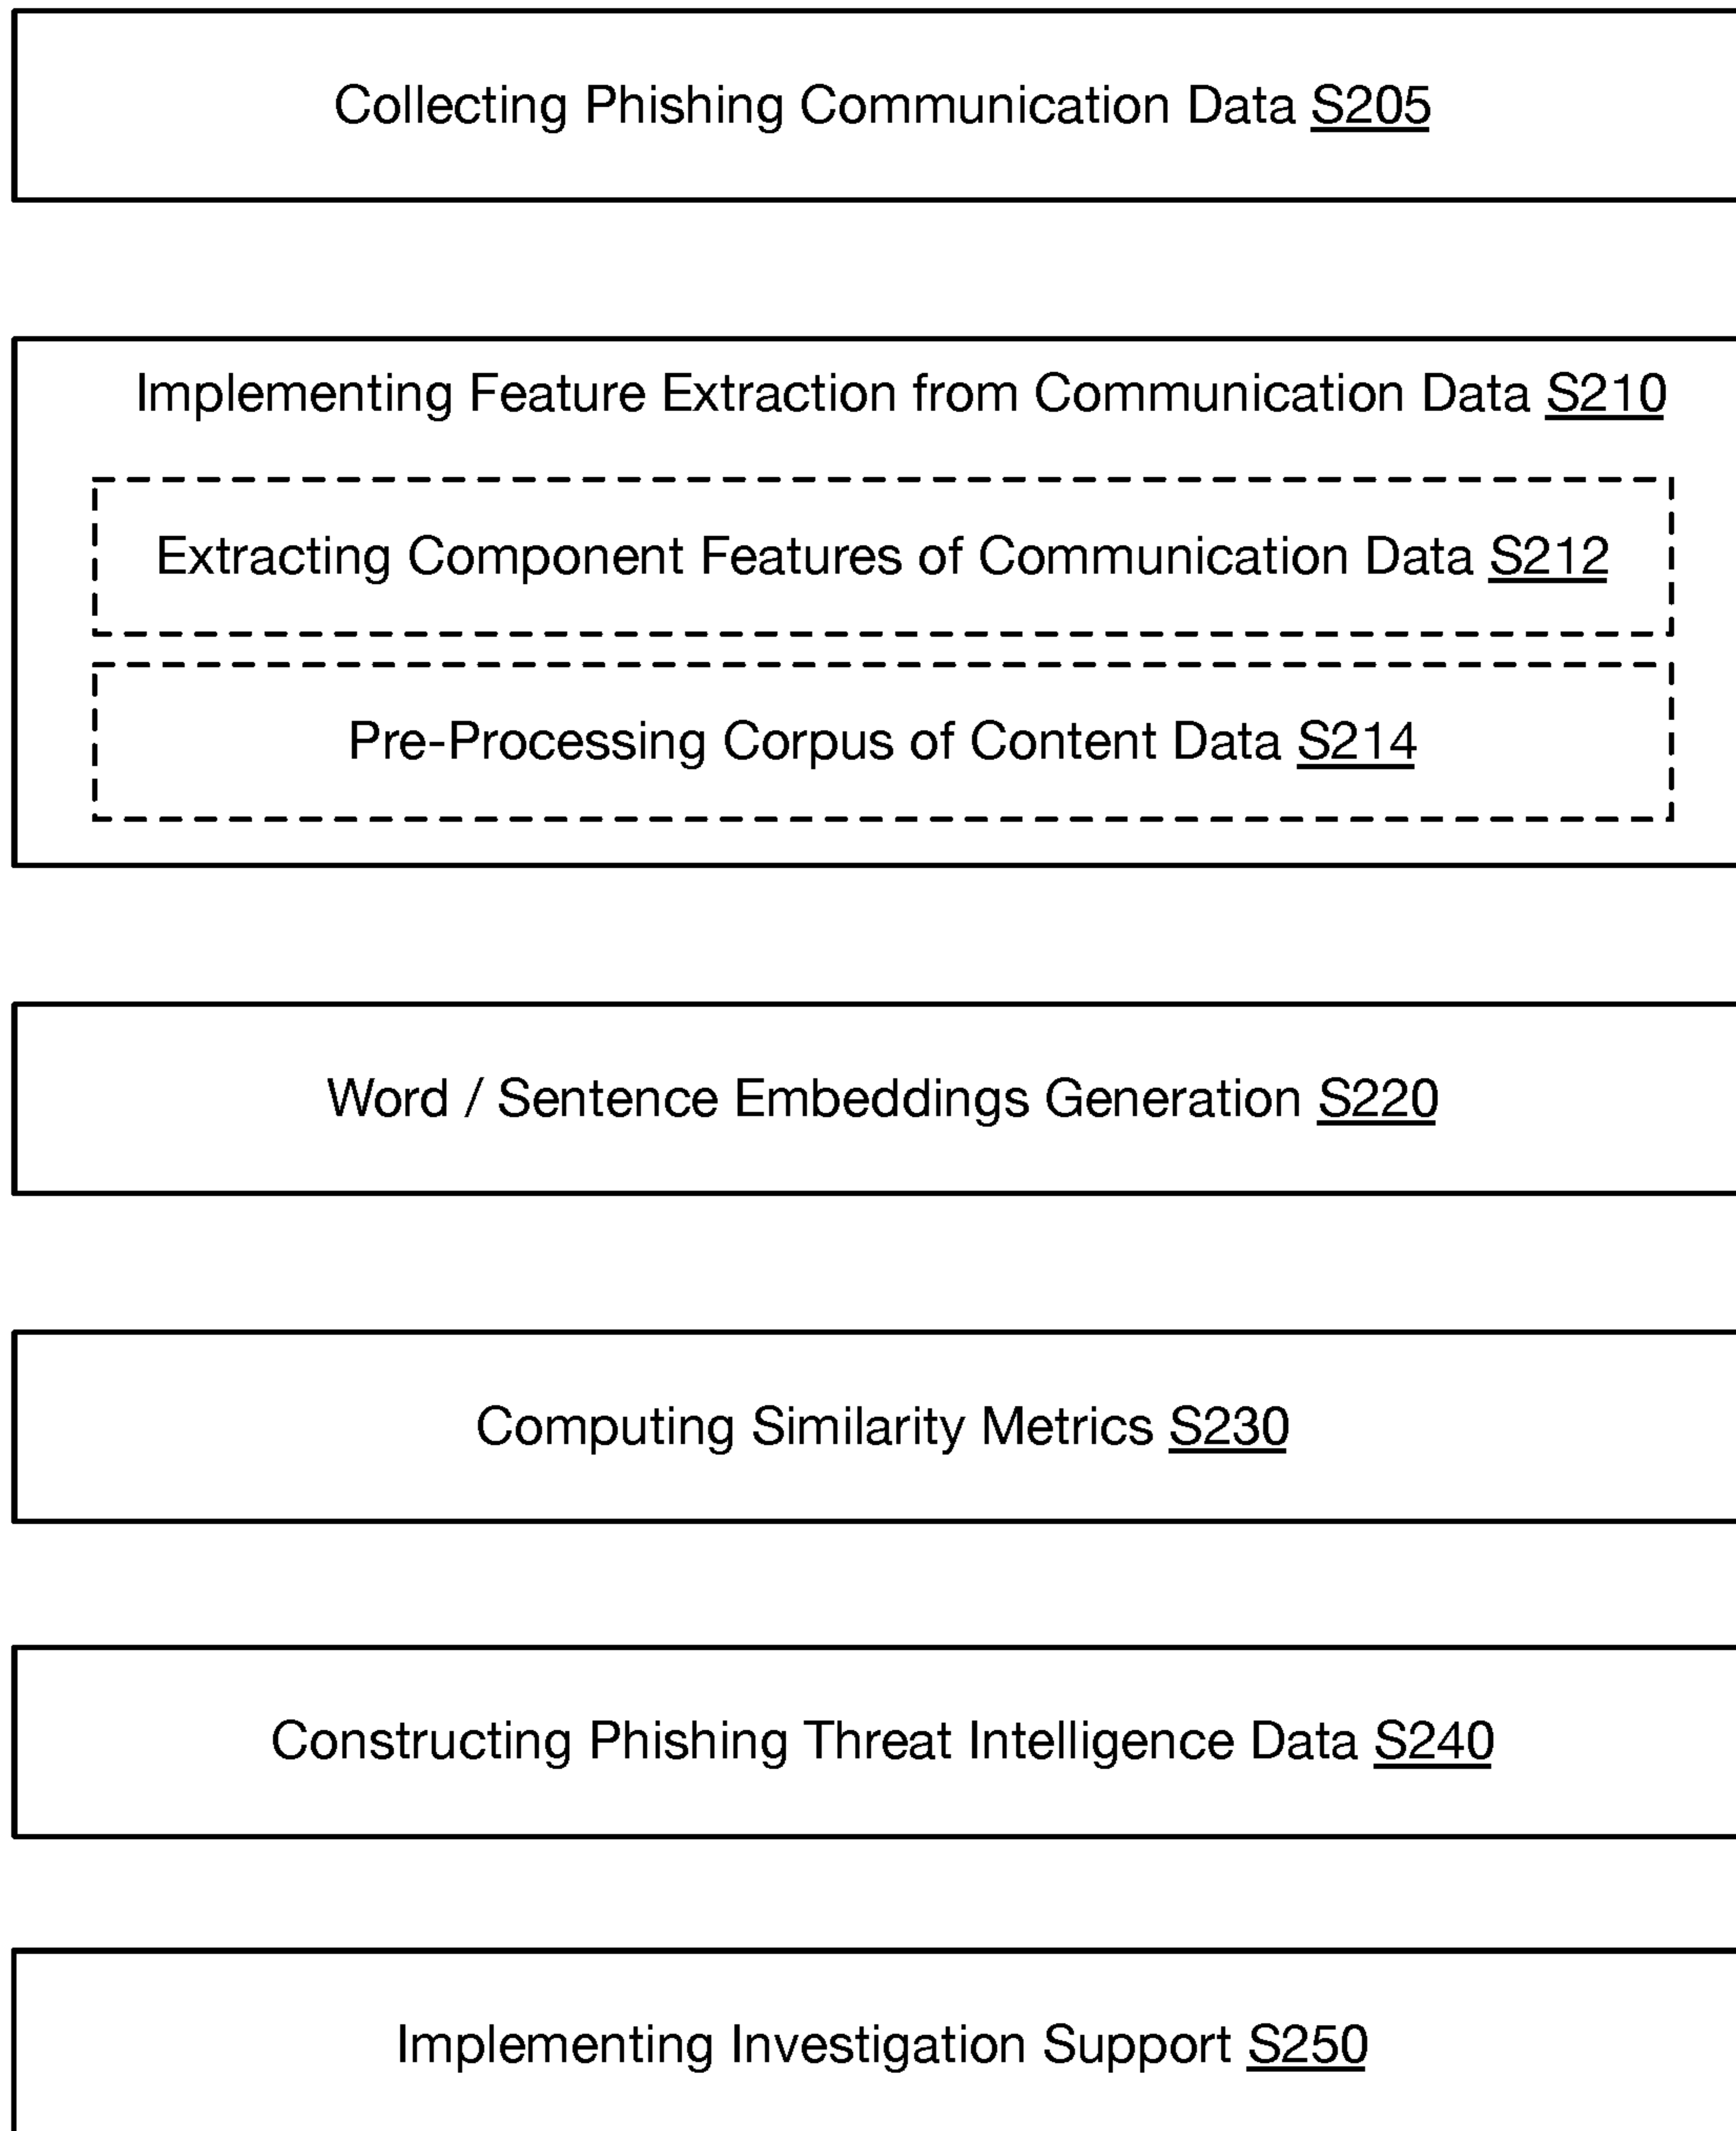 Collecting Phishing Communication Data S205
Implementing Feature Extraction from Communication Data S210
Extracting Component Features of Communication Data S212
Pre-Processing Corpus of Content Data S214
Word / Sentence Embeddings Generation S220
Computing Similarity Metrics S230
Constructing Phishing Threat Intelligence Data S240
Implementing Investigation Support S250